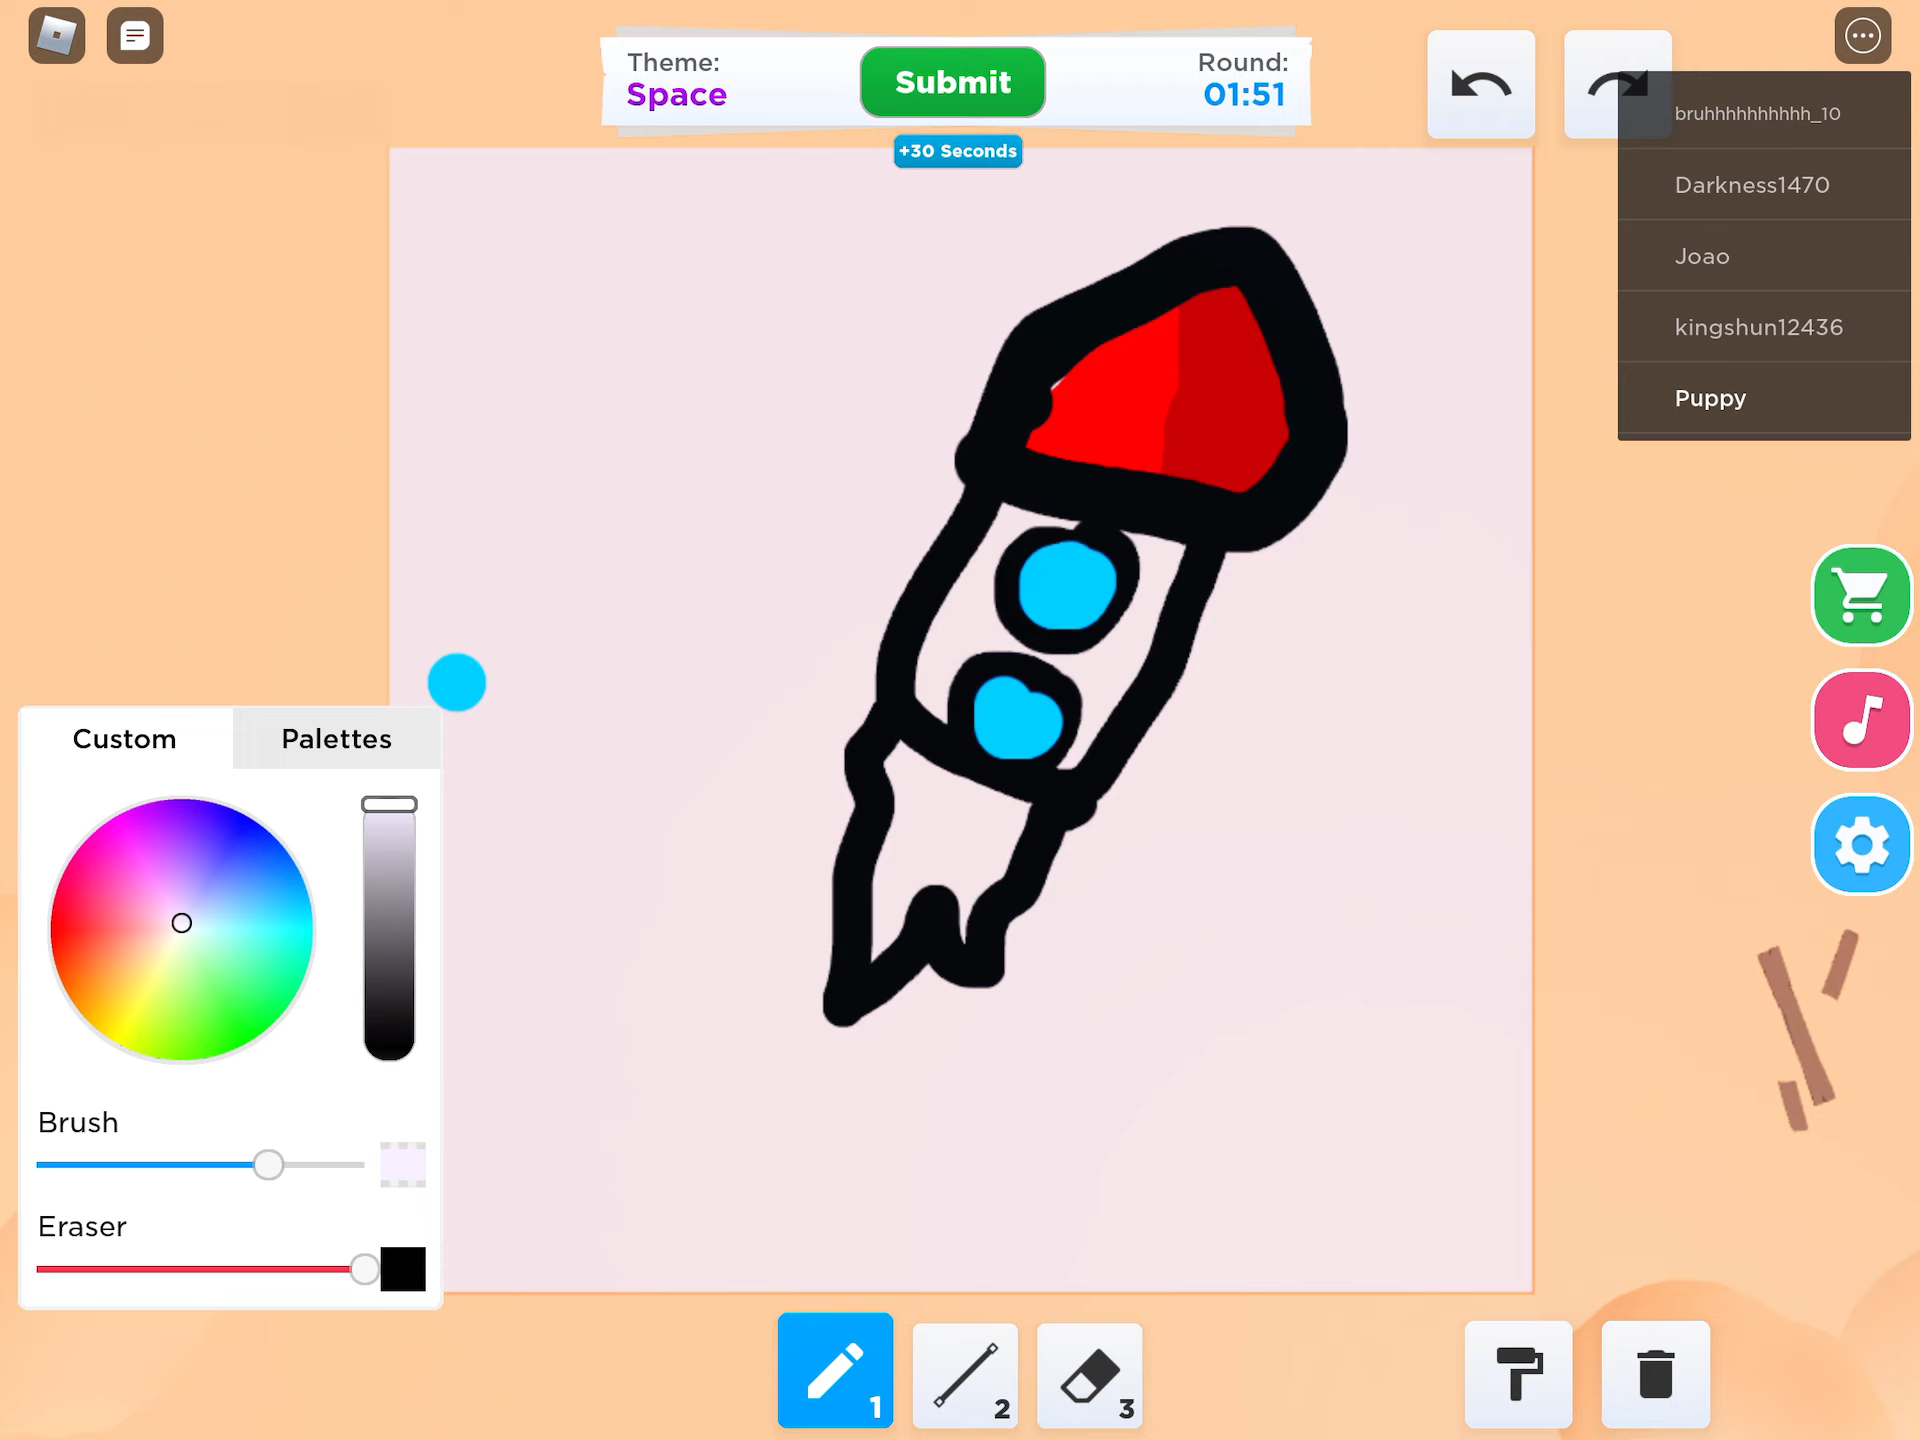 Theme:
Space
Submit
Round:
01:51
+30 Seconds
bruhhhhhhhhhh_10
Darkness1470
Joao
kingshun12436
Puppy
Custom
Palettes
Brush
Eraser
1
2
3